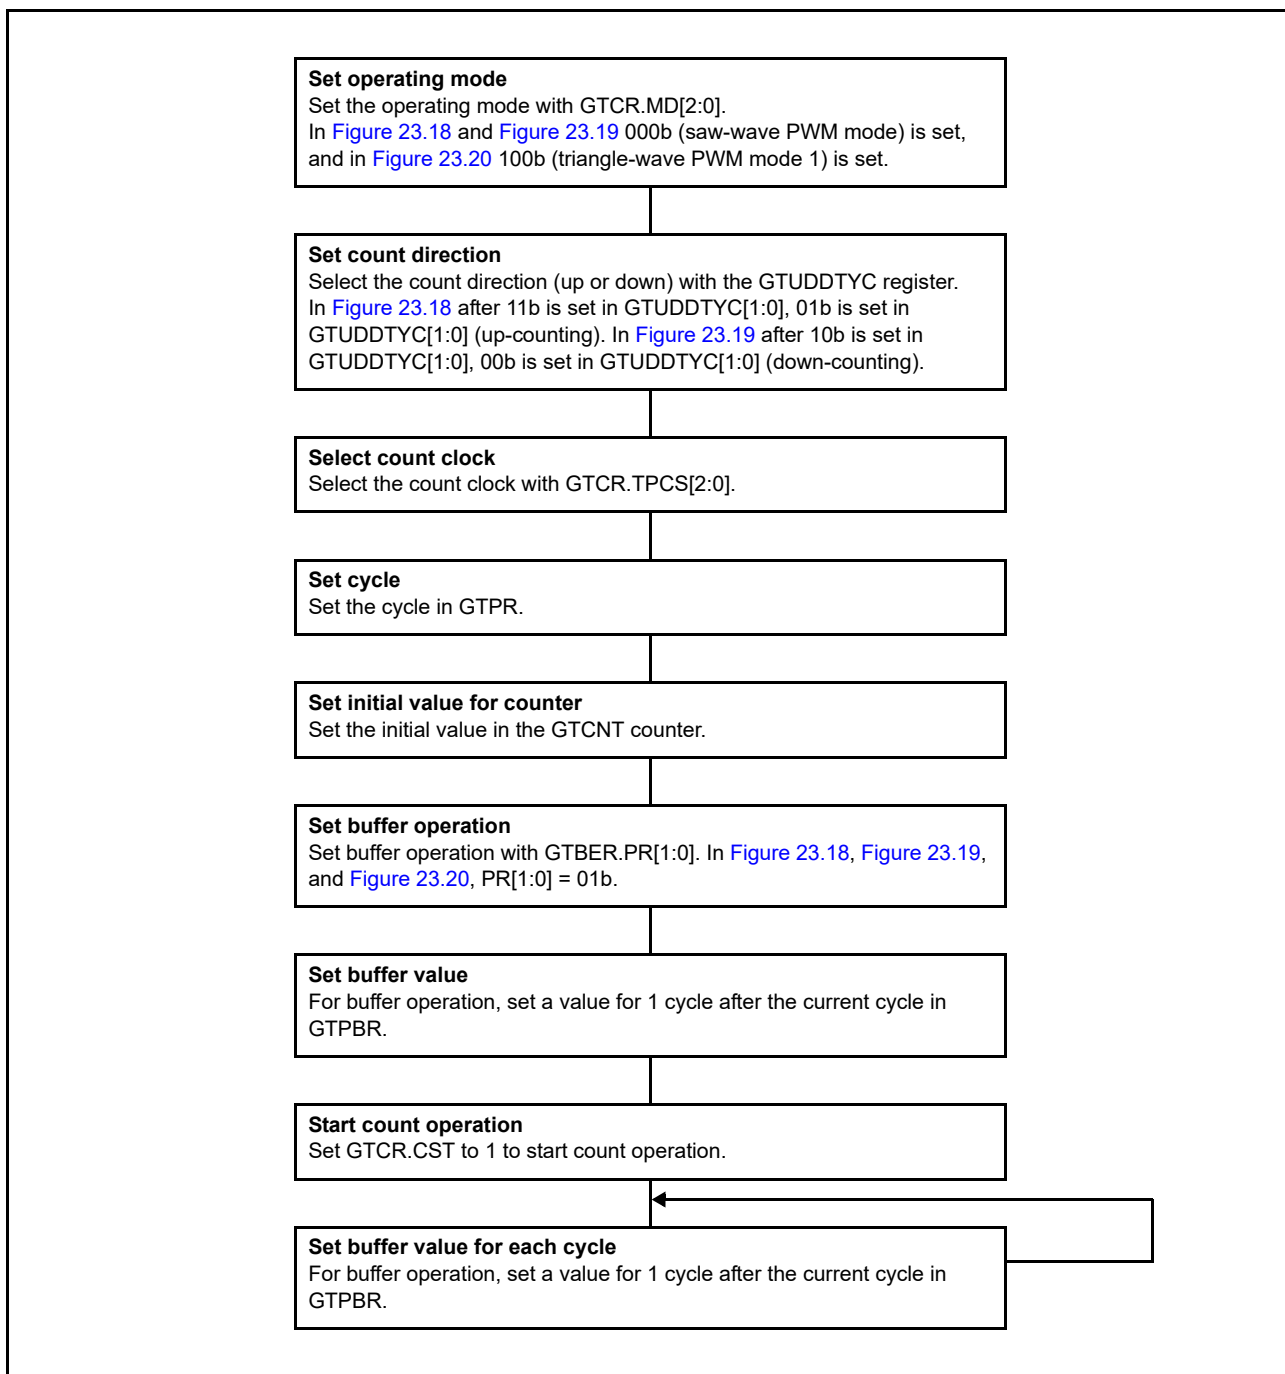 Set operating mode
Set the operating mode with GTCR.MD[2:0].
In Figure 23.18 and Figure 23.19 000b (saw-wave PWM mode) is set,
and in Figure 23.20 100b (triangle-wave PWM mode 1) is set.
Set count direction
Select the count direction (up or down) with the GTUDDTYC register.
In Figure 23.18 after 11b is set in GTUDDTYC[1:0], 01b is set in
GTUDDTYC[1:0] (up-counting). In Figure 23.19 after 10b is set in
GTUDDTYC[1:0], 00b is set in GTUDDTYC[1:0] (down-counting).
Select count clock
Select the count clock with GTCR.TPCS[2:0].
Set cycle
Set the cycle in GTPR.
Set initial value for counter
Set the initial value in the GTCNT counter.
Set buffer operation
Set buffer operation with GTBER.PR[1:0]. In Figure 23.18, Figure 23.19,
and Figure 23.20, PR[1:0] = 01b.
Set buffer value
For buffer operation, set a value for 1 cycle after the current cycle in
GTPBR.
Start count operation
Set GTCR.CST to 1 to start count operation.
Set buffer value for each cycle
For buffer operation, set a value for 1 cycle after the current cycle in
GTPBR.